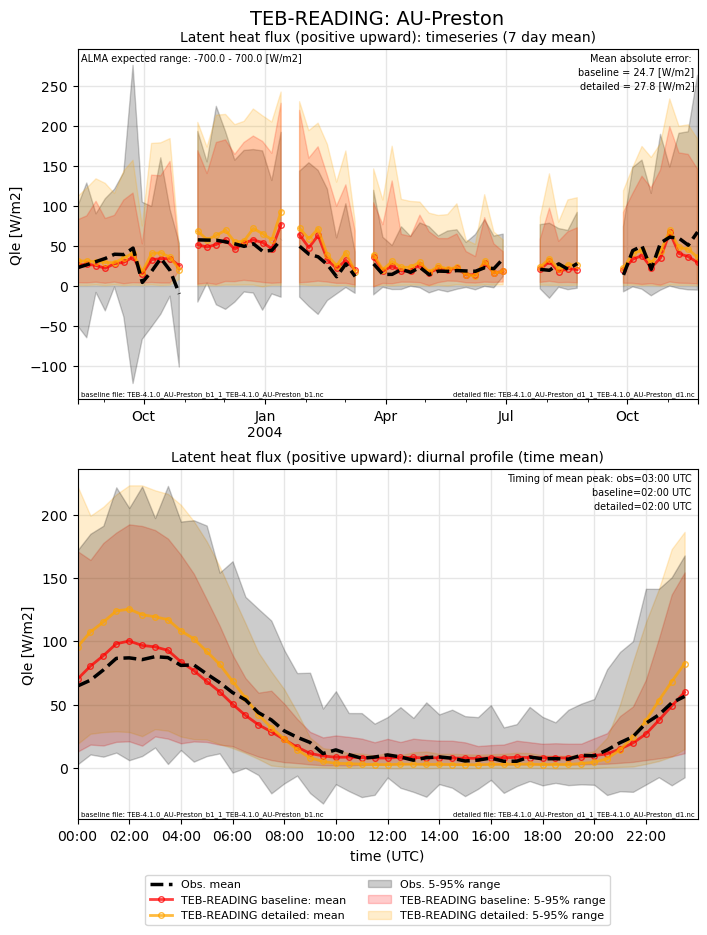 TEB-READING: AU-Preston
Latent heat flux (positive upward): timeseries (7 day mean)
ALMA expected range: -700.0 - 700.0 [W/m2]
Mean absolute error:
baseline = 24.7 [W/m2]
detailed = 27.8 [W/m2]
250
200
150
100
50
0
−50
−100
Qle [W/m2]
baseline file: TEB-4.1.0_AU-Preston_b1_1_TEB-4.1.0_AU-Preston_b1.nc
detailed file: TEB-4.1.0_AU-Preston_d1_1_TEB-4.1.0_AU-Preston_d1.nc
Oct Jan Apr Jul Oct
2004
Latent heat flux (positive upward): diurnal profile (time mean)
Timing of mean peak: obs=03:00 UTC
baseline=02:00 UTC
detailed=02:00 UTC
200
150
100
50
0
Qle [W/m2]
baseline file: TEB-4.1.0_AU-Preston_b1_1_TEB-4.1.0_AU-Preston_b1.nc
detailed file: TEB-4.1.0_AU-Preston_d1_1_TEB-4.1.0_AU-Preston_d1.nc
00:00 02:00 04:00 06:00 08:00 10:00 12:00 14:00 16:00 18:00 20:00 22:00
time (UTC)
Obs. mean
TEB-READING baseline: mean
TEB-READING detailed: mean
Obs. 5-95% range
TEB-READING baseline: 5-95% range
TEB-READING detailed: 5-95% range